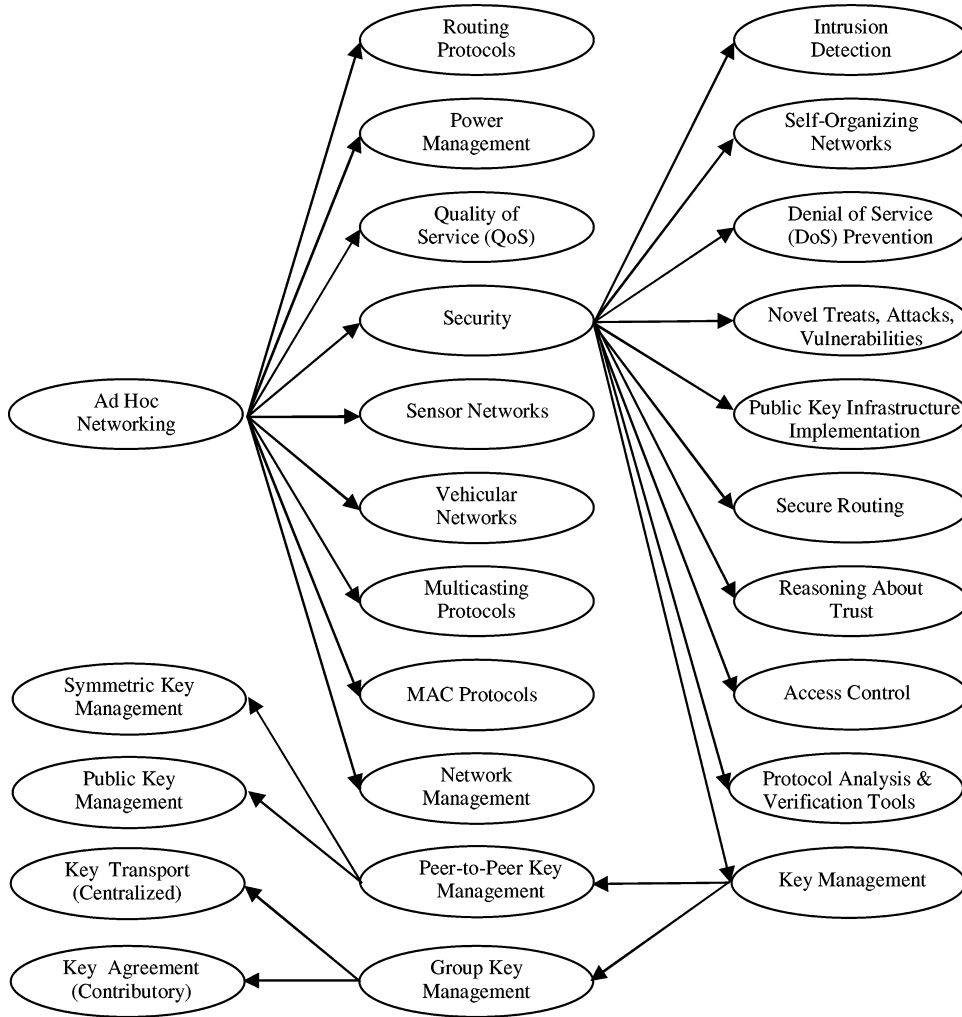 Routing
Protocols
Power
Management
Quality of
Service (QoS)
Security
Sensor Networks
Vehicular
Networks
Multicasting
Protocols
MAC Protocols
Network
Management
Peer-to-Peer Key
Management
Group Key
Management
Intrusion
Detection
Self-Organizing
Networks
Denial of Service
(DoS) Prevention
Novel Treats, Attacks,
Vulnerabilities
Public Key Infrastructure
Implementation
Secure Routing
Reasoning About
Trust
Access Control
Protocol Analysis &
Verification Tools
Key Management
Ad Hoc
Networking
Symmetric Key
Management
Public Key
Management
Key Transport
(Centralized)
Key Agreement
(Contributory)